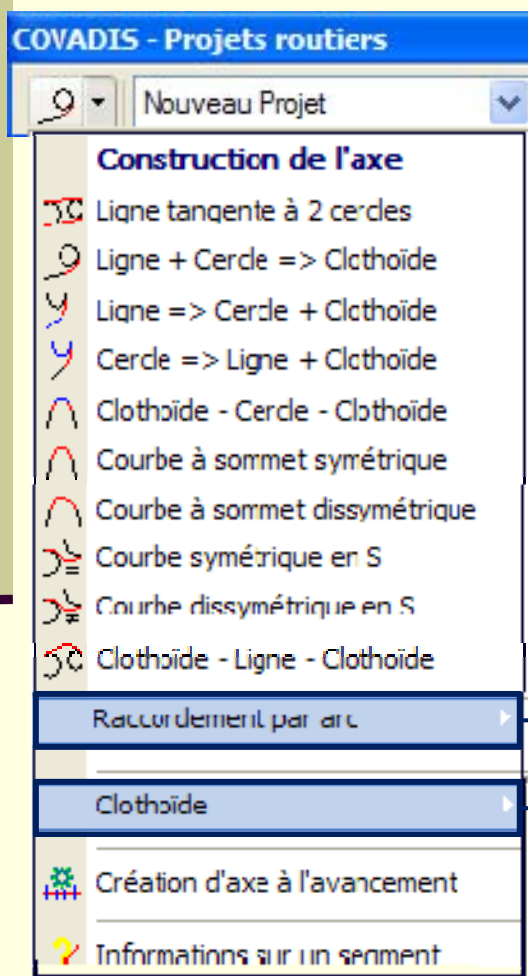 COVADIS - Projets routiers
Nouveau Projet
Construction de l'axe
Ligne tangente à 2 cercles
Ligne + Cercle => Clothoïde
Ligne => Cercle + Clothoïde
Cercle => Ligne + Clothoïde
Clothoïde - Cercle - Clothoïde
Courbe à sommet symétrique
Courbe à sommet dissymétrique
Courbe symétrique en S
Courbe dissymétrique en S
Clothoïde - Ligne - Clothoïde
Raccordement par arc
Clothoïde
Création d'axe à l'avancement
Informations sur un segment